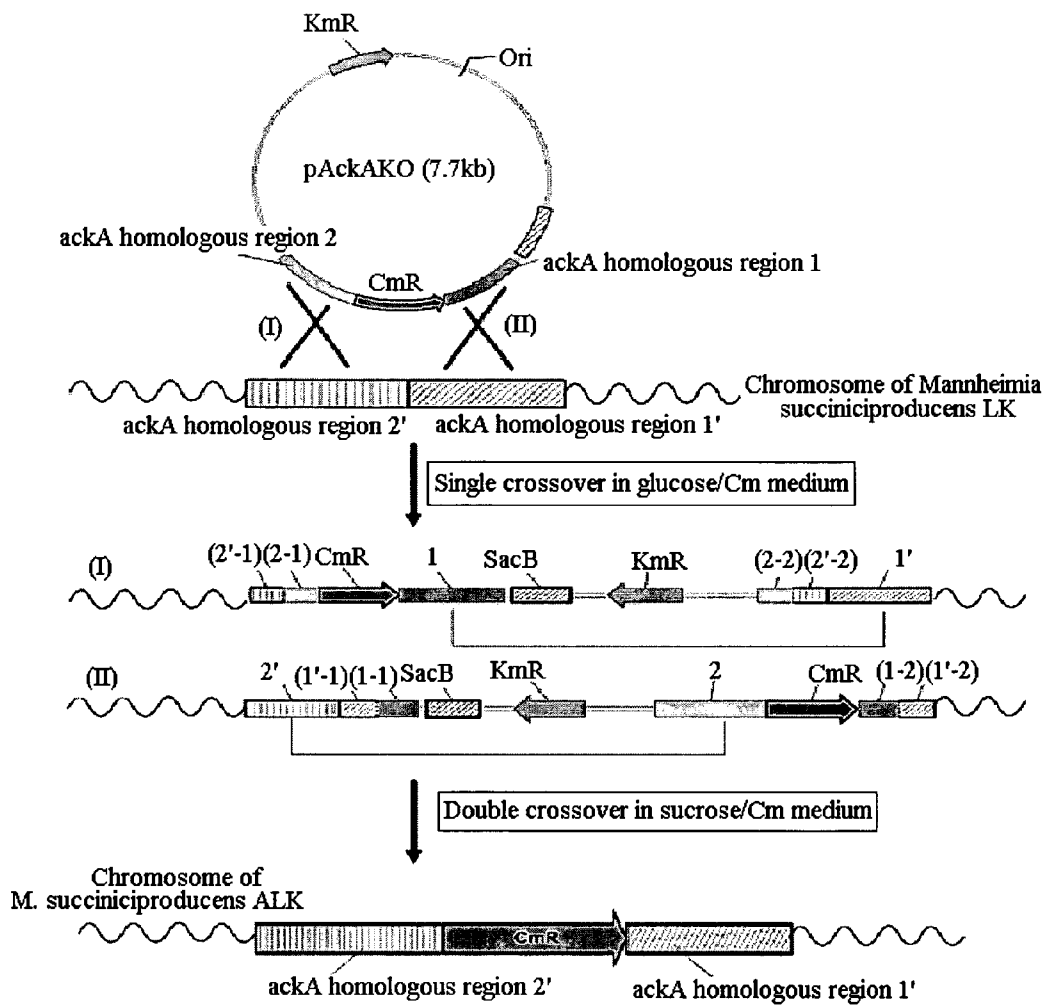 KmR
Ori
pAckAKO (7.7kb)
ackA homologous region 2
ackA homologous region 1
CmR
(I)
(II)
Chromosome of Mannheimia
succiniciproducens LK
ackA homologous region 2'
ackA homologous region 1'
Single crossover in glucose/Cm medium
(I)
(2'-1)(2-1)
CmR
1
SacB
KmR
(2-2)(2'-2)
1'
(II)
2'
(1'-1)(1-1)
SacB
KmR
2
CmR
(1-2)(1'-2)
Double crossover in sucrose/Cm medium
Chromosome of
M. succiniciproducens ALK
CmR
ackA homologous region 2'
ackA homologous region 1'